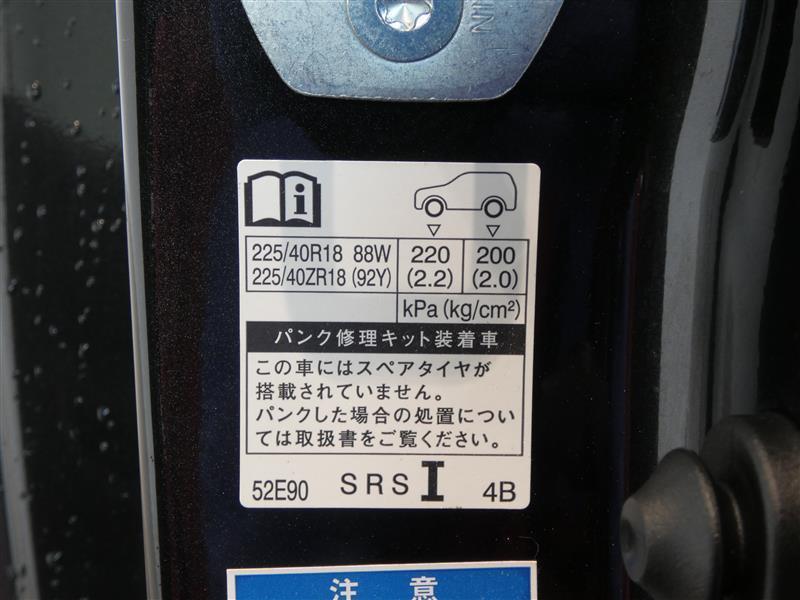 NIN
i
225/40R18 88W 220 200
225/40ZR18 (92Y) (2.2) (2.0)
kPa (kg/cm²)
パンク修理キット装着車
この車にはスペアタイヤが
搭載されていません。
パンクした場合の処置につい
ては取扱書をご覧ください。
52E90 SRS I 4B
注意